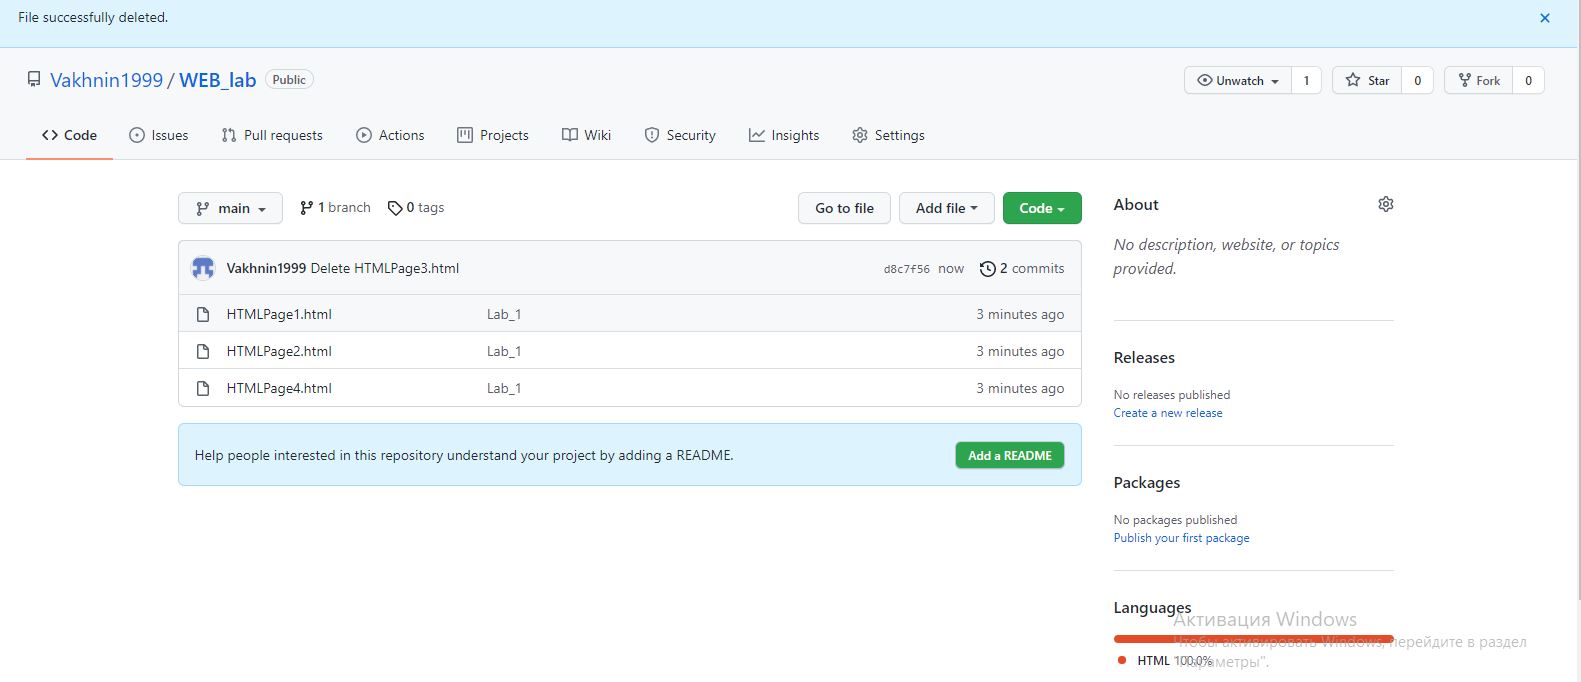 File successfully deleted.
Vakhnin1999 / WEB_lab Public
Unwatch 1 Star 0 Fork 0
Code Issues Pull requests Actions Projects Wiki Security Insights Settings
main 1 branch 0 tags Go to file Add file Code
Vakhnin1999 Delete HTMLPage3.html d8c7f56 now 2 commits
HTMLPage1.html Lab_1 3 minutes ago
HTMLPage2.html Lab_1 3 minutes ago
HTMLPage4.html Lab_1 3 minutes ago
Help people interested in this repository understand your project by adding a README. Add a README
About
No description, website, or topics
provided.
Releases
No releases published
Create a new release
Packages
No packages published
Publish your first package
Languages
HTML 100.0%
Активация Windows
Чтобы активировать Windows, перейдите в раздел
"Параметры".